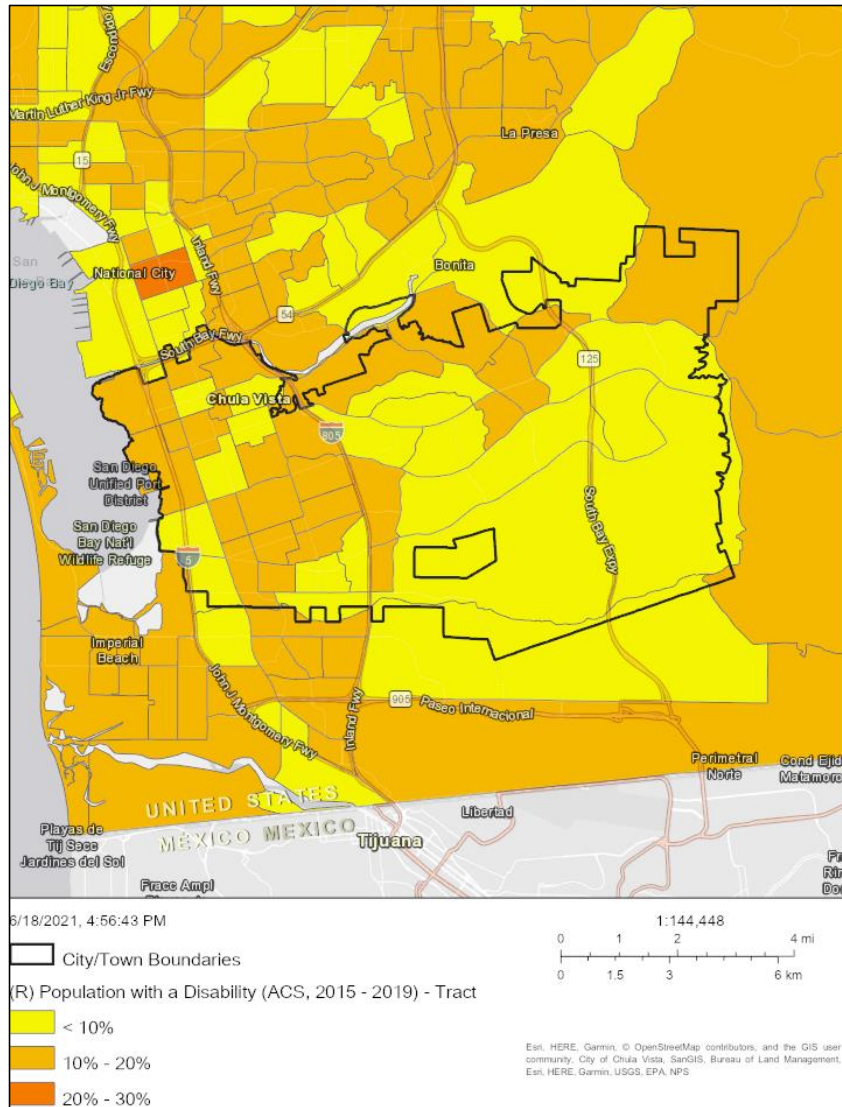 Escondido
Martin Luther King Jr Fwy
La Presa
15
John J Montgomery Fwy
San
Diego Bay
National City
Inland Fwy
Bonita
54
South Bay Fwy
125
Chula Vista
805
San Diego
Unified Port
District
South Bay Expy
San Diego
Bay Nat'l
Wildlife Refuge
5
Imperial
Beach
John J Montgomery Fwy
Inland Fwy
905
Paseo Internacional
Perimetral
Norte
Cond Ejid
Matamoro
UNITED STATES
MÉXICO MEXICO
Libertad
Playas de
Tij Secc
Jardines del Sol
Tijuana
Fracc Ampl
6/18/2021, 4:56:43 PM
City/Town Boundaries
(R) Population with a Disability (ACS, 2015 - 2019) - Tract
< 10%
10% - 20%
20% - 30%
1:144,448
0 1 2 4 mi
0 1.5 3 6 km
Esri, HERE, Garmin, © OpenStreetMap contributors, and the GIS user
community, City of Chula Vista, SanGIS, Bureau of Land Management,
Esri, HERE, Garmin, USGS, EPA, NPS